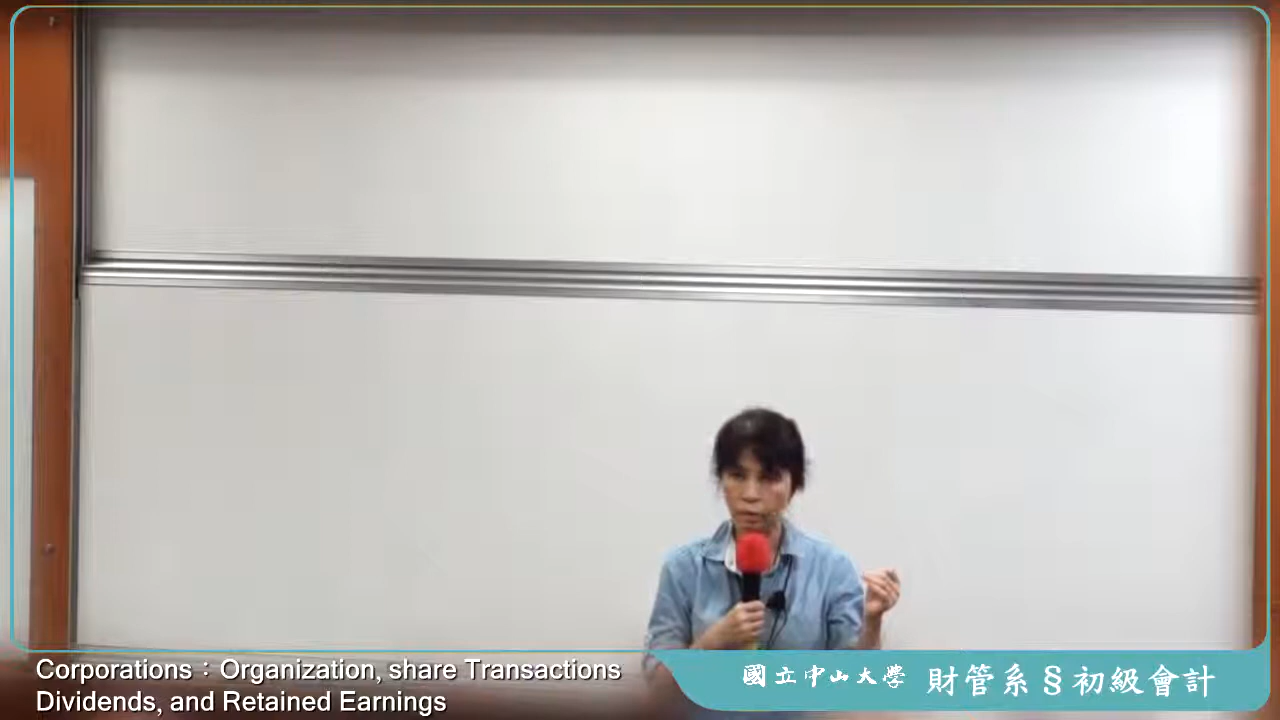 Corporations：Organization, share Transactions
Dividends, and Retained Earnings
國立中山大學 財管系§初級會計